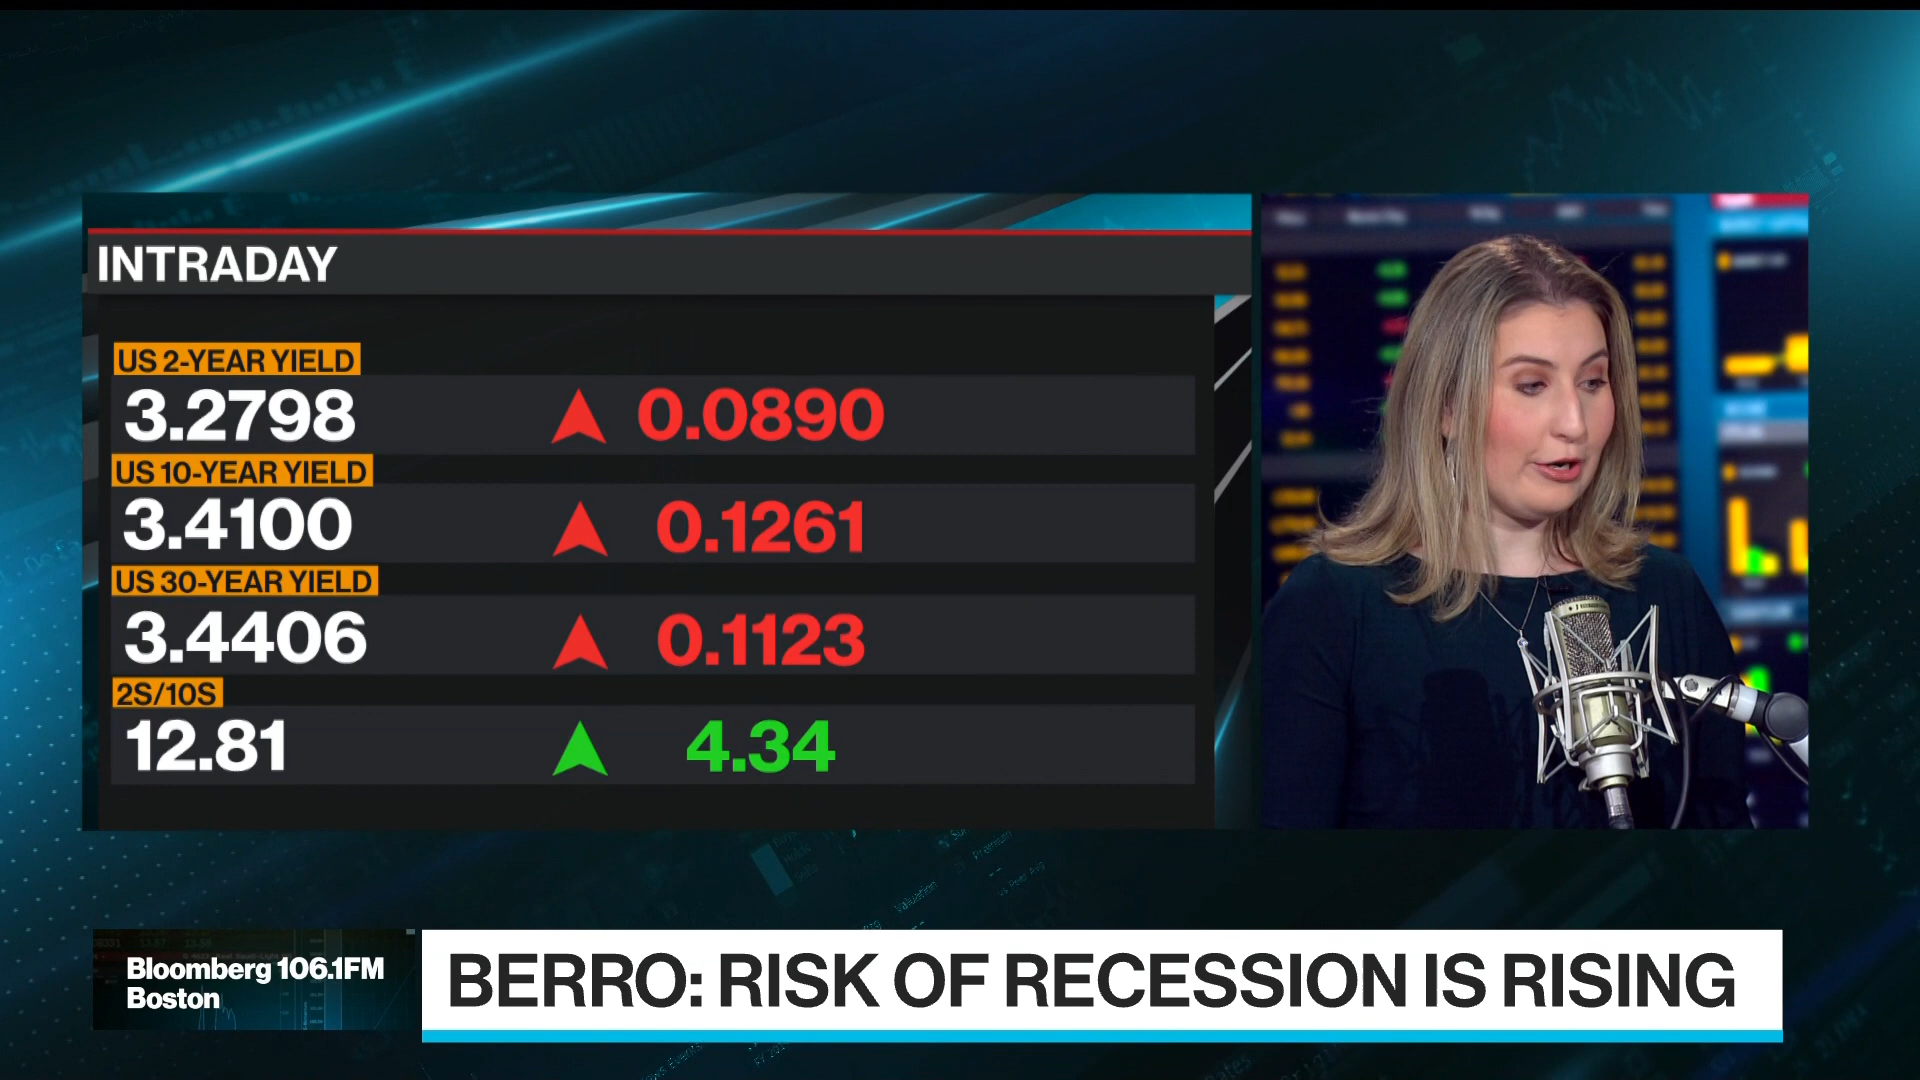 INTRADAY
US 2-YEAR YIELD
3.2798 0.0890
US 10-YEAR YIELD
3.4100 0.1261
US 30-YEAR YIELD
3.4406 0.1123
2S/10S
12.81 4.34
Bloomberg 106.1FM
Boston
BERRO: RISK OF RECESSION IS RISING